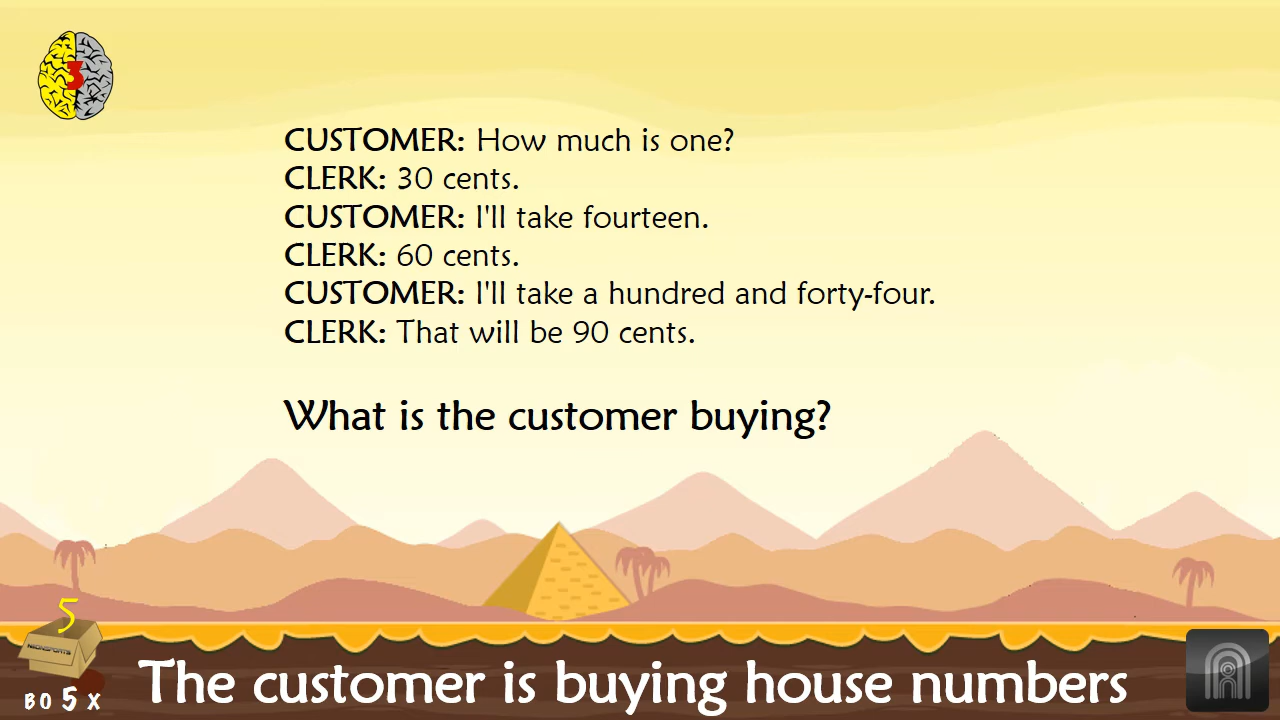 3
CUSTOMER: How much is one?
CLERK: 30 cents.
CUSTOMER: I'll take fourteen.
CLERK: 60 cents.
CUSTOMER: I'll take a hundred and forty-four.
CLERK: That will be 90 cents.
What is the customer buying?
5
BO 5 X
The customer is buying house numbers